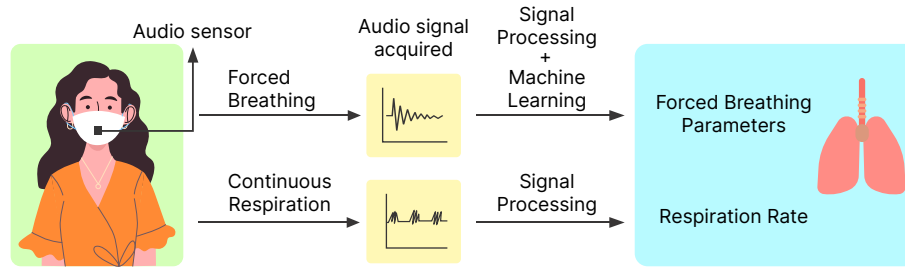 Audio sensor
Forced
Breathing
Audio signal
acquired
Signal
Processing
+
Machine
Learning
Forced Breathing
Parameters
Continuous
Respiration
Signal
Processing
Respiration Rate